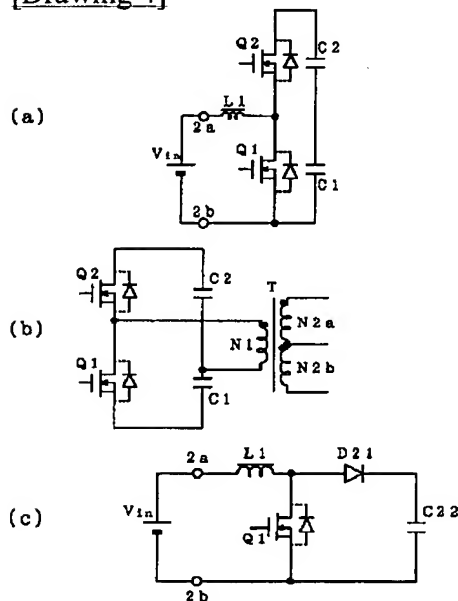 [Drawing 4]
(a)
Q2
C2
L1
2a
Vin
Q1
C1
2b
(b)
Q2
C2
T
N1
N2a
N2b
Q1
C1
(c)
2a
L1
D21
Vin
Q1
C22
2b